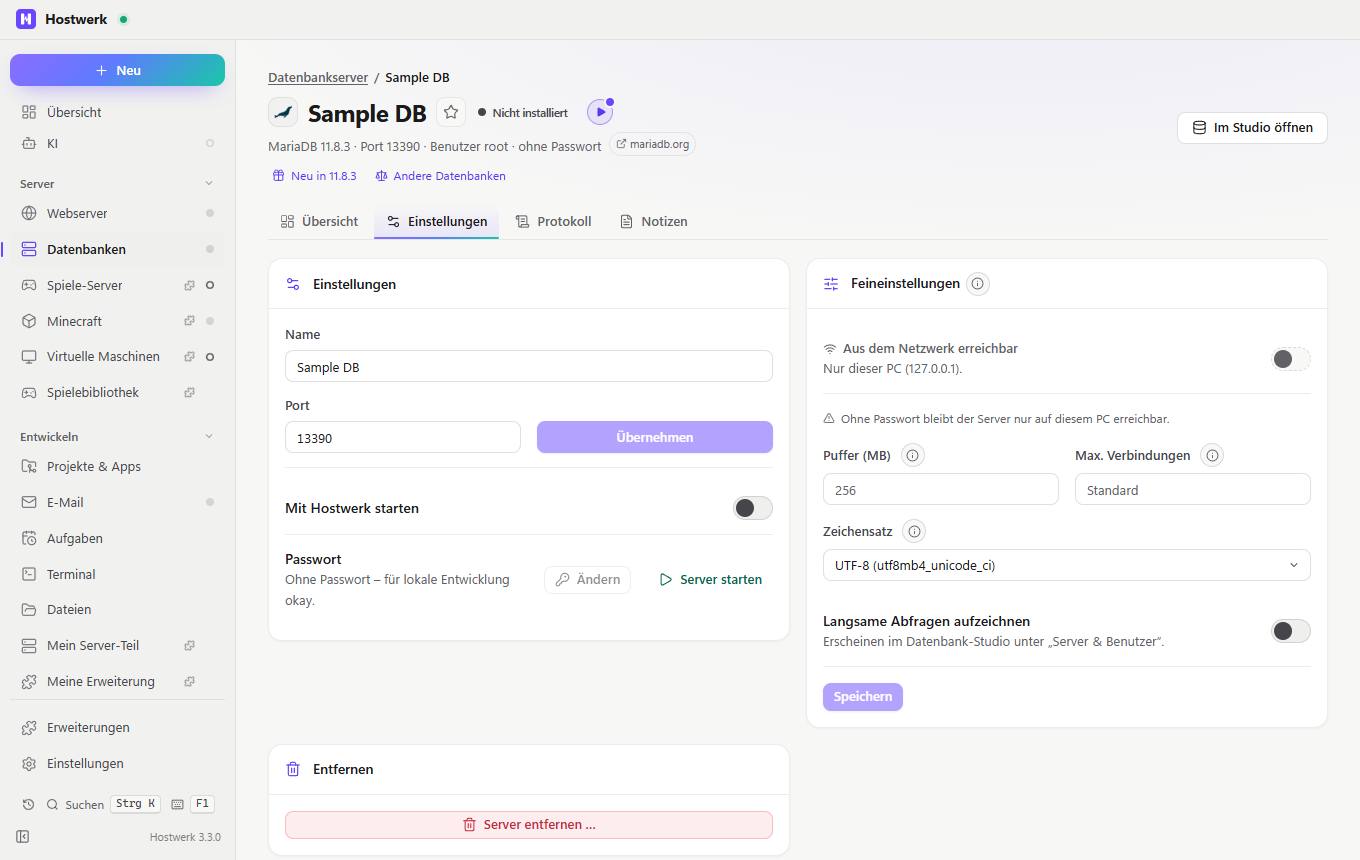 Hostwerk
Neu
Übersicht
KI
Server
Webserver
Datenbanken
Spiele-Server
Minecraft
Virtuelle Maschinen
Spielebibliothek
Entwickeln
Projekte & Apps
E-Mail
Aufgaben
Terminal
Dateien
Mein Server-Teil
Meine Erweiterung
Erweiterungen
Einstellungen
Suchen Strg K F1
Hostwerk 3.3.0
Datenbankserver / Sample DB
Sample DB Nicht installiert
MariaDB 11.8.3 · Port 13390 · Benutzer root · ohne Passwort mariadb.org
Neu in 11.8.3 Andere Datenbanken
Im Studio öffnen
Übersicht Einstellungen Protokoll Notizen
Einstellungen
Name
Sample DB
Port
13390 Übernehmen
Mit Hostwerk starten
Passwort
Ohne Passwort – für lokale Entwicklung
okay.
Ändern Server starten
Feineinstellungen
Aus dem Netzwerk erreichbar
Nur dieser PC (127.0.0.1).
Ohne Passwort bleibt der Server nur auf diesem PC erreichbar.
Puffer (MB) Max. Verbindungen
256 Standard
Zeichensatz
UTF-8 (utf8mb4_unicode_ci)
Langsame Abfragen aufzeichnen
Erscheinen im Datenbank-Studio unter „Server & Benutzer“.
Speichern
Entfernen
Server entfernen ...